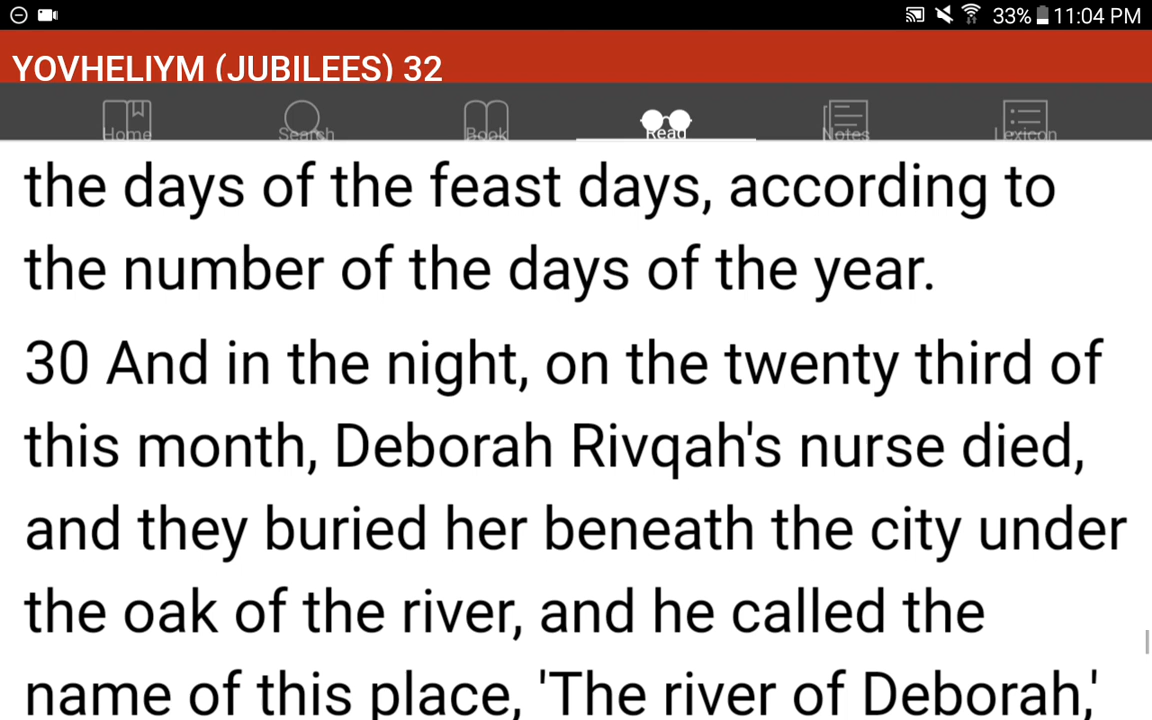 33% 11:04 PM
YOVHELIYM (JUBILEES) 32
Home Search Book Read Notes Lexicon
the days of the feast days, according to
the number of the days of the year.
30 And in the night, on the twenty third of
this month, Deborah Rivqah's nurse died,
and they buried her beneath the city under
the oak of the river, and he called the
name of this place, 'The river of Deborah,'